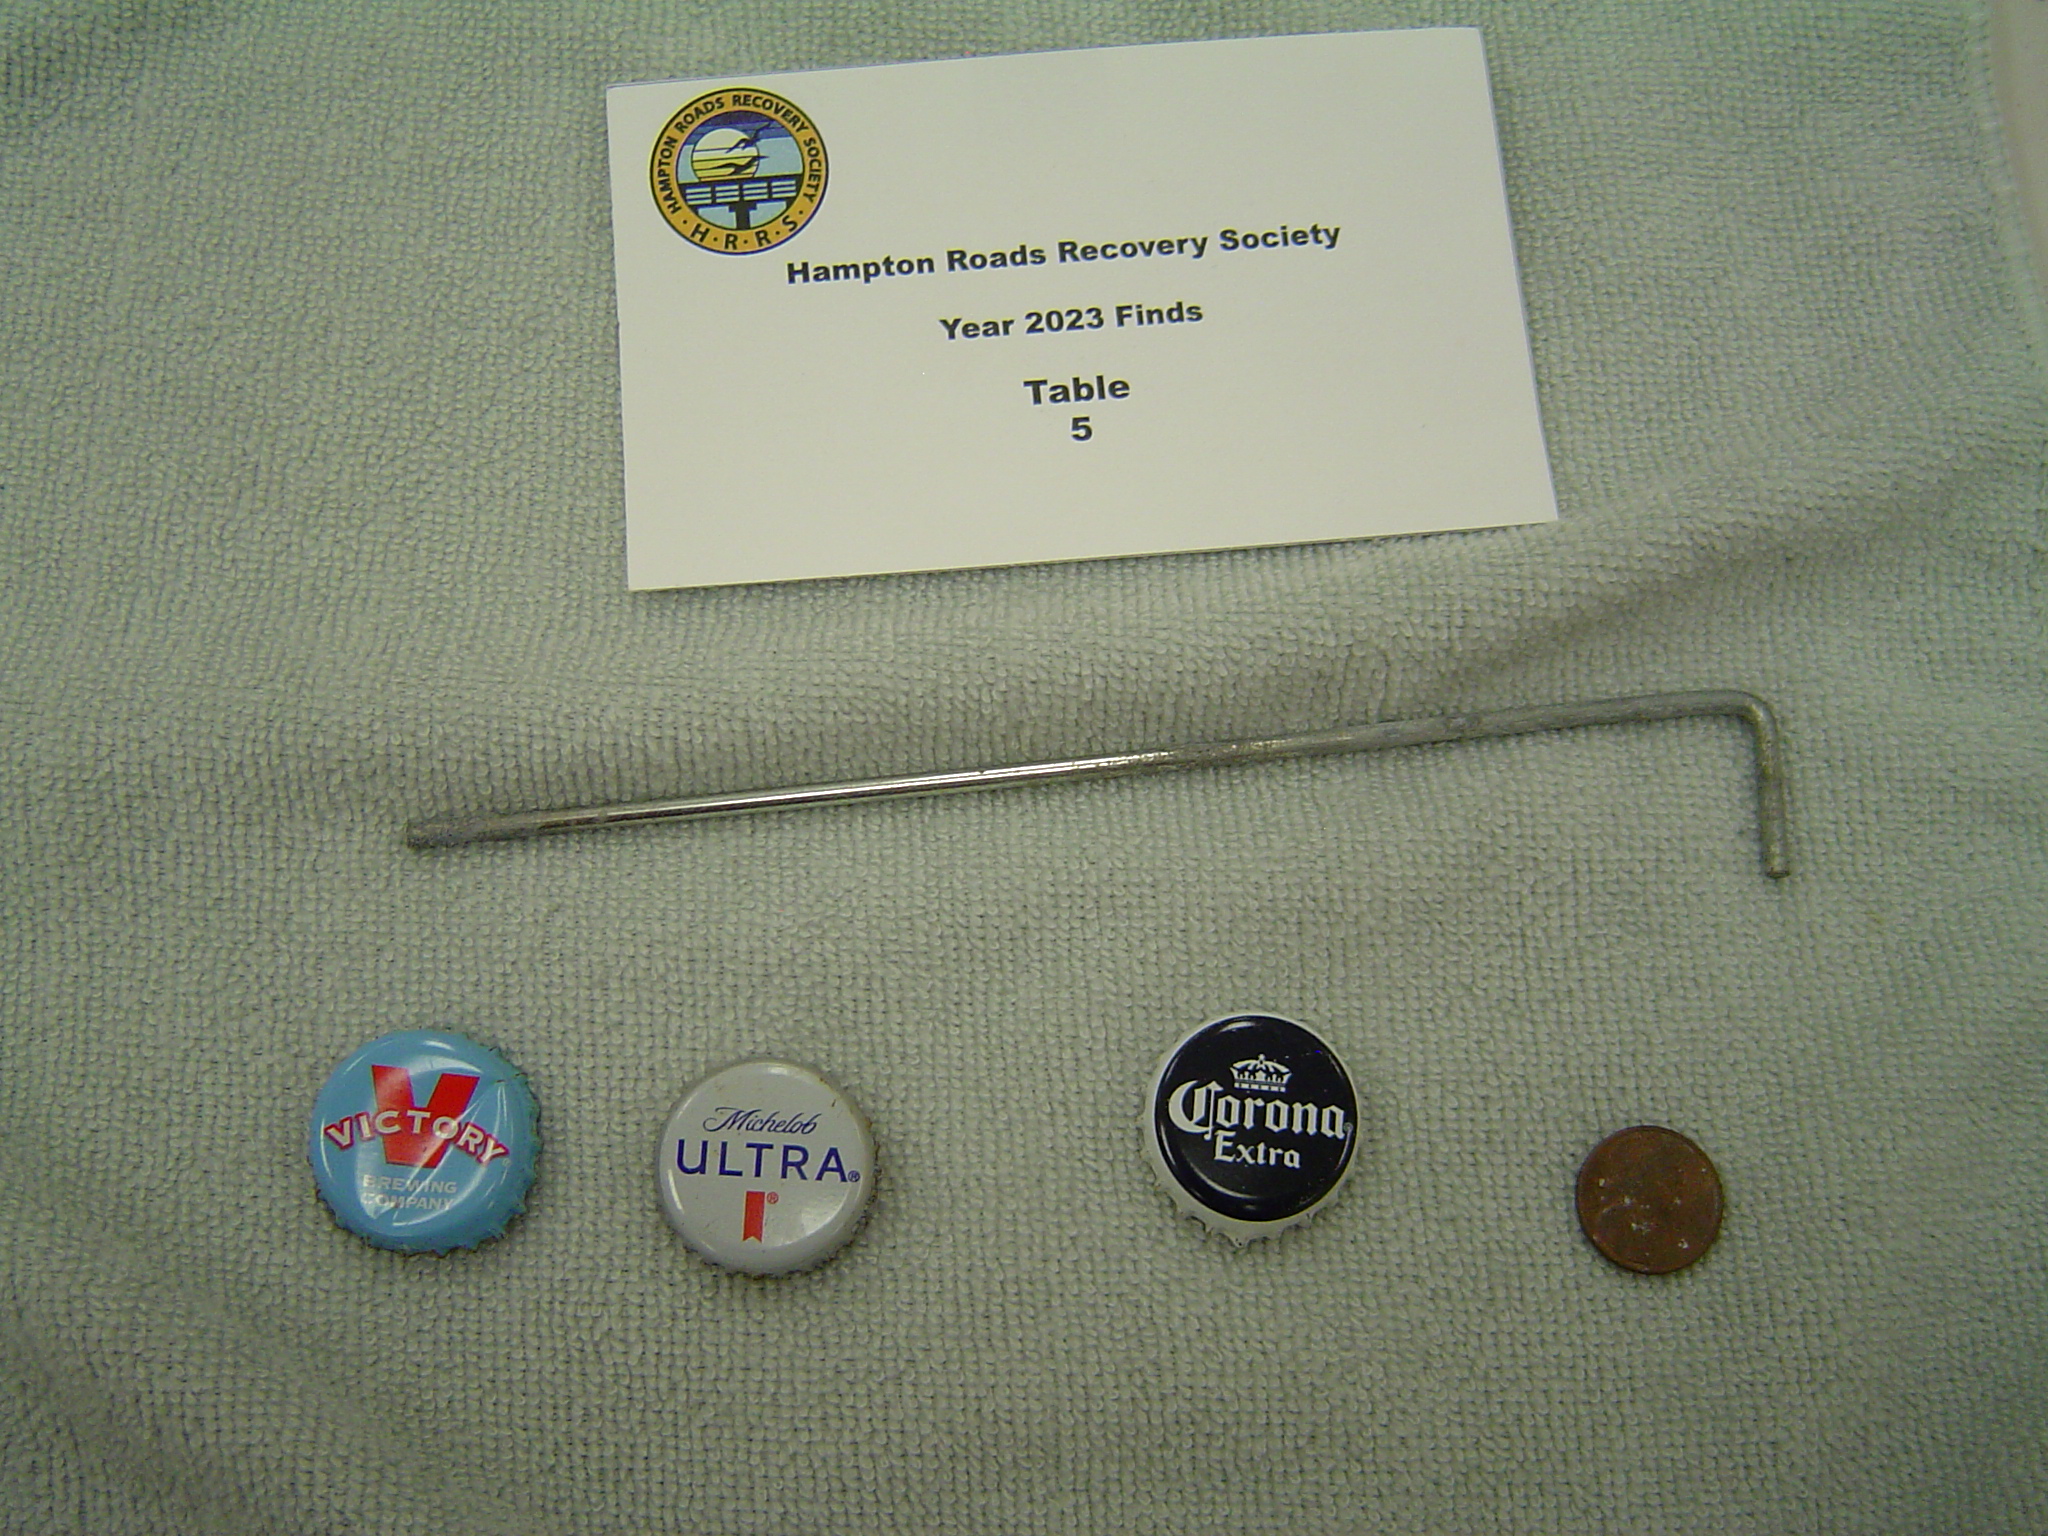 HAMPTON ROADS RECOVERY SOCIETY
H·R·R·S
Hampton Roads Recovery Society
Year 2023 Finds
Table
5
V
VICTORY
BREWING
COMPANY
Michelob
ULTRA®
®
Corona
Extra